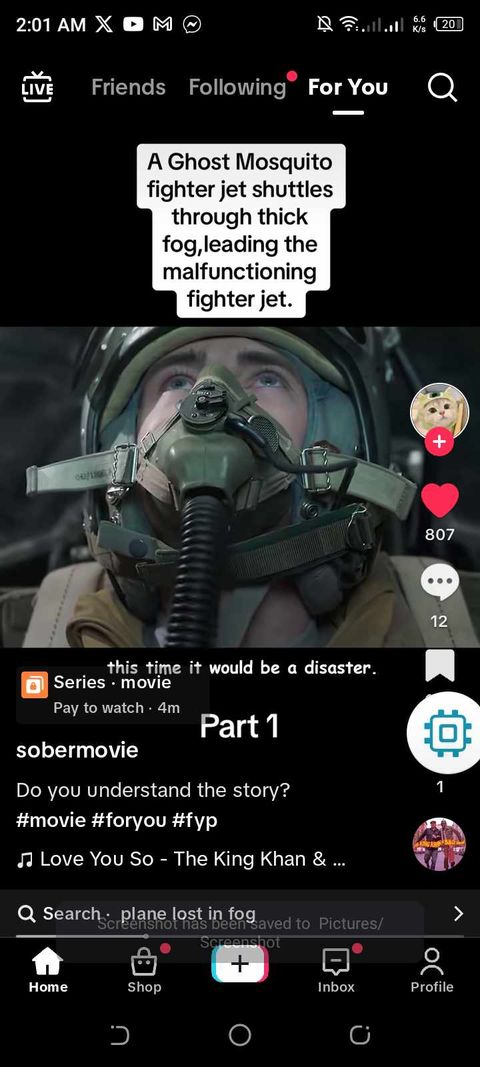 2:01 AM
6.6
K/s
20
LIVE
Friends
Following
For You
A Ghost Mosquito
fighter jet shuttles
through thick
fog,leading the
malfunctioning
fighter jet.
807
12
this time it would be a disaster.
Series · movie
Pay to watch · 4m
Part 1
sobermovie
1
Do you understand the story?
#movie #foryou #fyp
Love You So - The King Khan & ...
Search · plane lost in fog
Screenshot has been saved to Pictures/
Screenshot
Home
Shop
Inbox
Profile